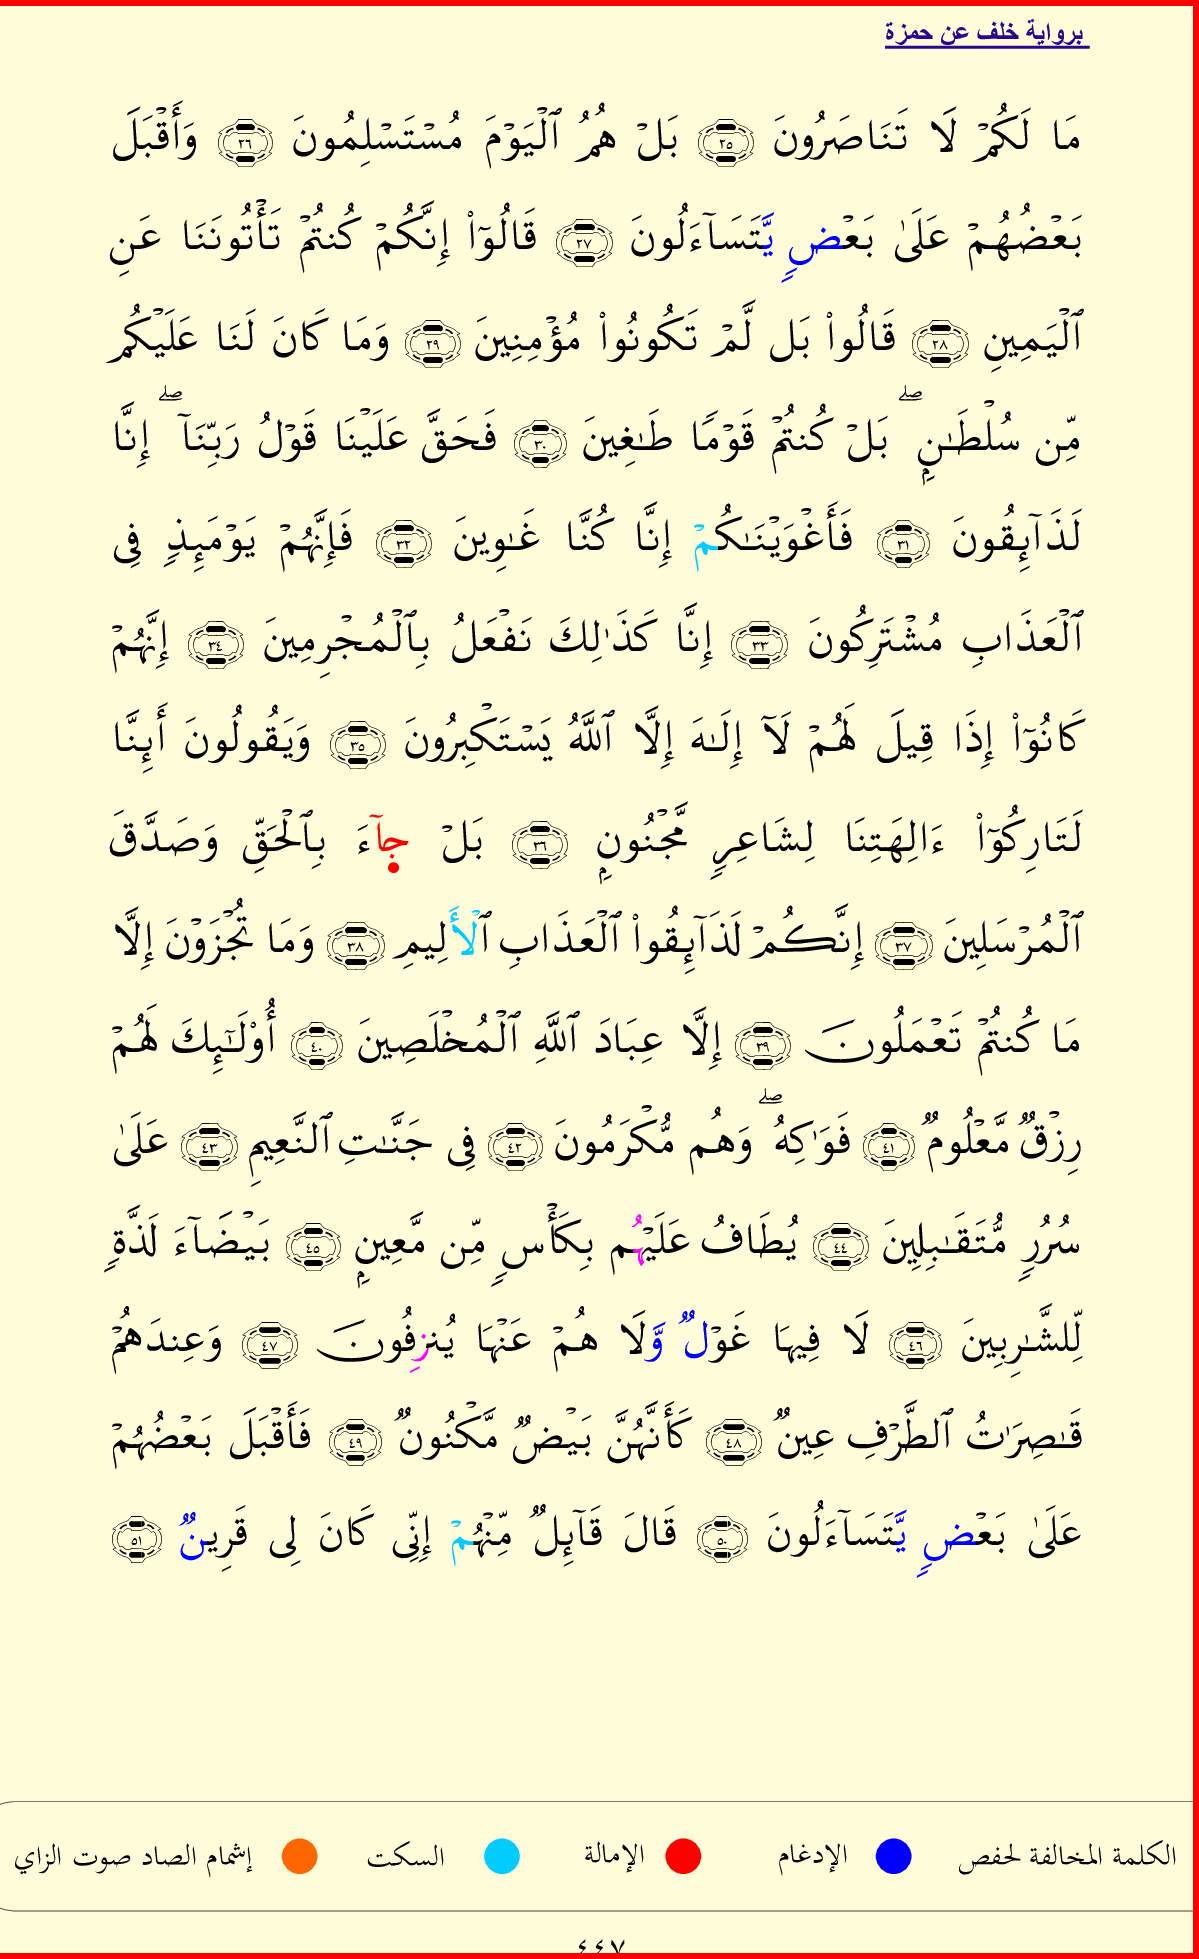 برواية خلف عن حمزة
مَا لَكُمْ لَا تَنَاصَرُونَ ٢٥ بَلْ هُمُ ٱلْيَوْمَ مُسْتَسْلِمُونَ ٢٦ وَأَقْبَلَ
بَعْضُهُمْ عَلَىٰ بَعْضٍ يَّتَسَآءَلُونَ ٢٧ قَالُوٓا۟ إِنَّكُمْ كُنتُمْ تَأْتُونَنَا عَنِ
ٱلْيَمِينِ ٢٨ قَالُوا۟ بَل لَّمْ تَكُونُوا۟ مُؤْمِنِينَ ٢٩ وَمَا كَانَ لَنَا عَلَيْكُم
مِّن سُلْطَـٰنٍۭ ۖ بَلْ كُنتُمْ قَوْمًا طَـٰغِينَ ٣٠ فَحَقَّ عَلَيْنَا قَوْلُ رَبِّنَآ ۖ إِنَّا
لَذَآئِقُونَ ٣١ فَأَغْوَيْنَـٰكُمْ إِنَّا كُنَّا غَـٰوِينَ ٣٢ فَإِنَّهُمْ يَوْمَئِذٍ فِى
ٱلْعَذَابِ مُشْتَرِكُونَ ٣٣ إِنَّا كَذَٰلِكَ نَفْعَلُ بِٱلْمُجْرِمِينَ ٣٤ إِنَّهُمْ
كَانُوٓا۟ إِذَا قِيلَ لَهُمْ لَآ إِلَـٰهَ إِلَّا ٱللَّهُ يَسْتَكْبِرُونَ ٣٥ وَيَقُولُونَ أَئِنَّا
لَتَارِكُوٓا۟ ءَالِهَتِنَا لِشَاعِرٍ مَّجْنُونٍۭ ٣٦ بَلْ جَآءَ بِٱلْحَقِّ وَصَدَّقَ
ٱلْمُرْسَلِينَ ٣٧ إِنَّكُمْ لَذَآئِقُوا۟ ٱلْعَذَابِ ٱلْأَلِيمِ ٣٨ وَمَا تُجْزَوْنَ إِلَّا
مَا كُنتُمْ تَعْمَلُونَ ٣٩ إِلَّا عِبَادَ ٱللَّهِ ٱلْمُخْلَصِينَ ٤٠ أُو۟لَـٰٓئِكَ لَهُمْ
رِزْقٌ مَّعْلُومٌ ٤١ فَوَٰكِهُ ۖ وَهُم مُّكْرَمُونَ ٤٢ فِى جَنَّـٰتِ ٱلنَّعِيمِ ٤٣ عَلَىٰ
سُرُرٍ مُّتَقَـٰبِلِينَ ٤٤ يُطَافُ عَلَيْهُم بِكَأْسٍ مِّن مَّعِينٍۭ ٤٥ بَيْضَآءَ لَذَّةٍ
لِّلشَّـٰرِبِينَ ٤٦ لَا فِيهَا غَوْلٌ وَّلَا هُمْ عَنْهَا يُنزِفُونَ ٤٧ وَعِندَهُمْ
قَـٰصِرَٰتُ ٱلطَّرْفِ عِينٌ ٤٨ كَأَنَّهُنَّ بَيْضٌ مَّكْنُونٌ ٤٩ فَأَقْبَلَ بَعْضُهُمْ
عَلَىٰ بَعْضٍ يَّتَسَآءَلُونَ ٥٠ قَالَ قَآئِلٌ مِّنْهُمْ إِنِّى كَانَ لِى قَرِينٌ ٥١
الكلمة المخالفة لحفص الإدغام الإمالة السكت إشمام الصاد صوت الزاي
٤٤٧